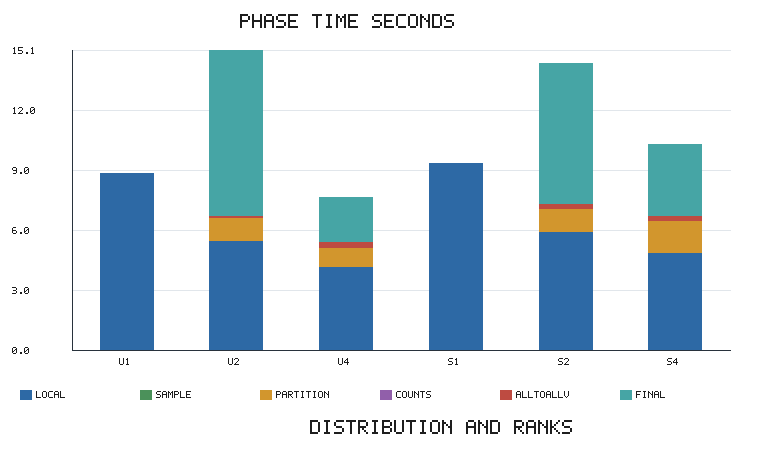 PHASE TIME SECONDS
15.1
12.0
9.0
6.0
3.0
0.0
U1 U2 U4 S1 S2 S4
LOCAL SAMPLE PARTITION COUNTS ALLTOALLV FINAL
DISTRIBUTION AND RANKS